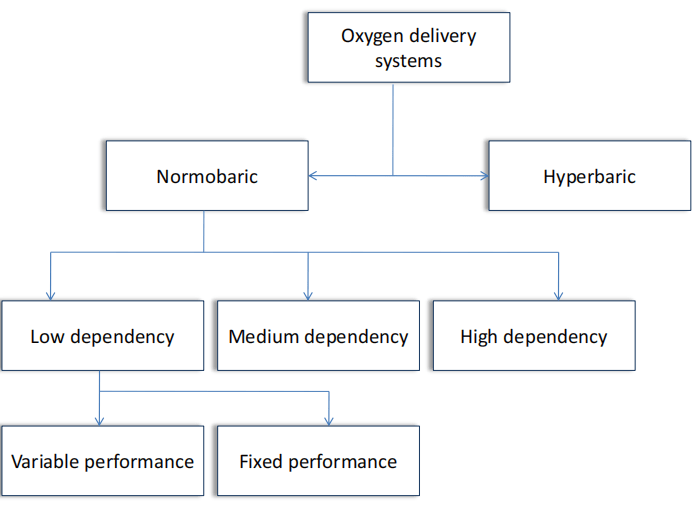 Oxygen delivery
systems
Normobaric
Hyperbaric
Low dependency
Medium dependency
High dependency
Variable performance
Fixed performance